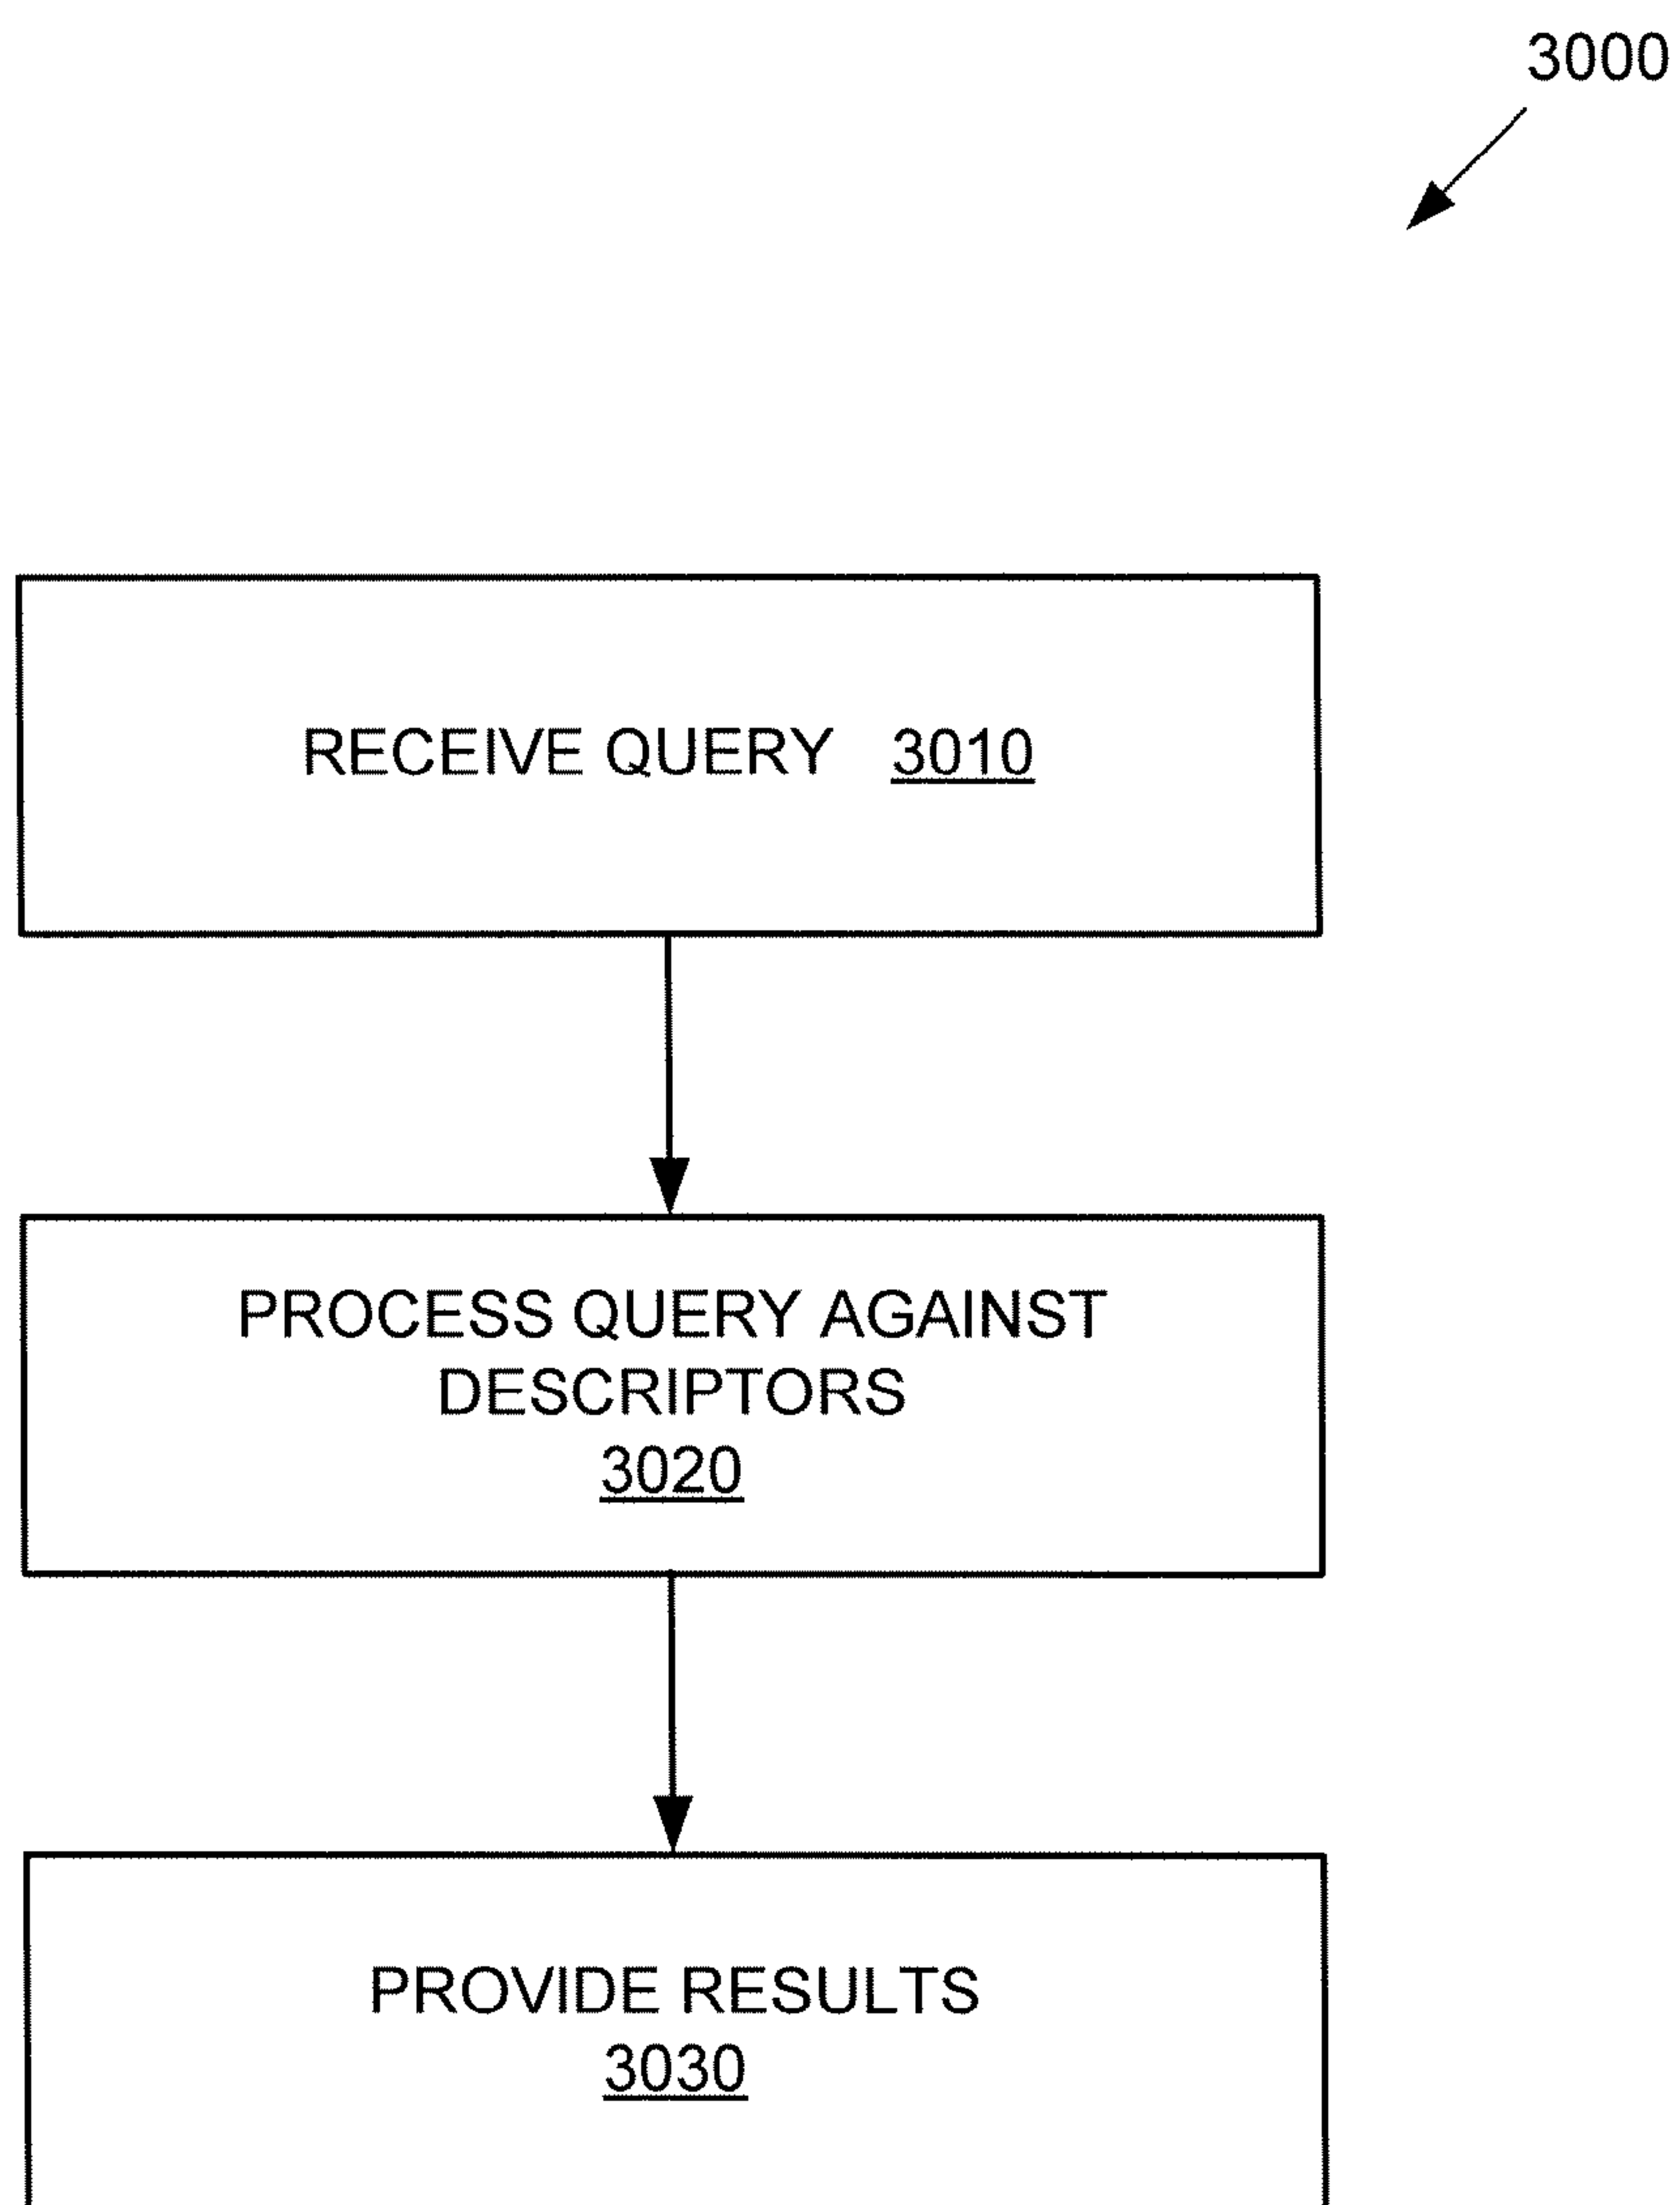 3000
RECEIVE QUERY 3010
PROCESS QUERY AGAINST
DESCRIPTORS
3020
PROVIDE RESULTS
3030